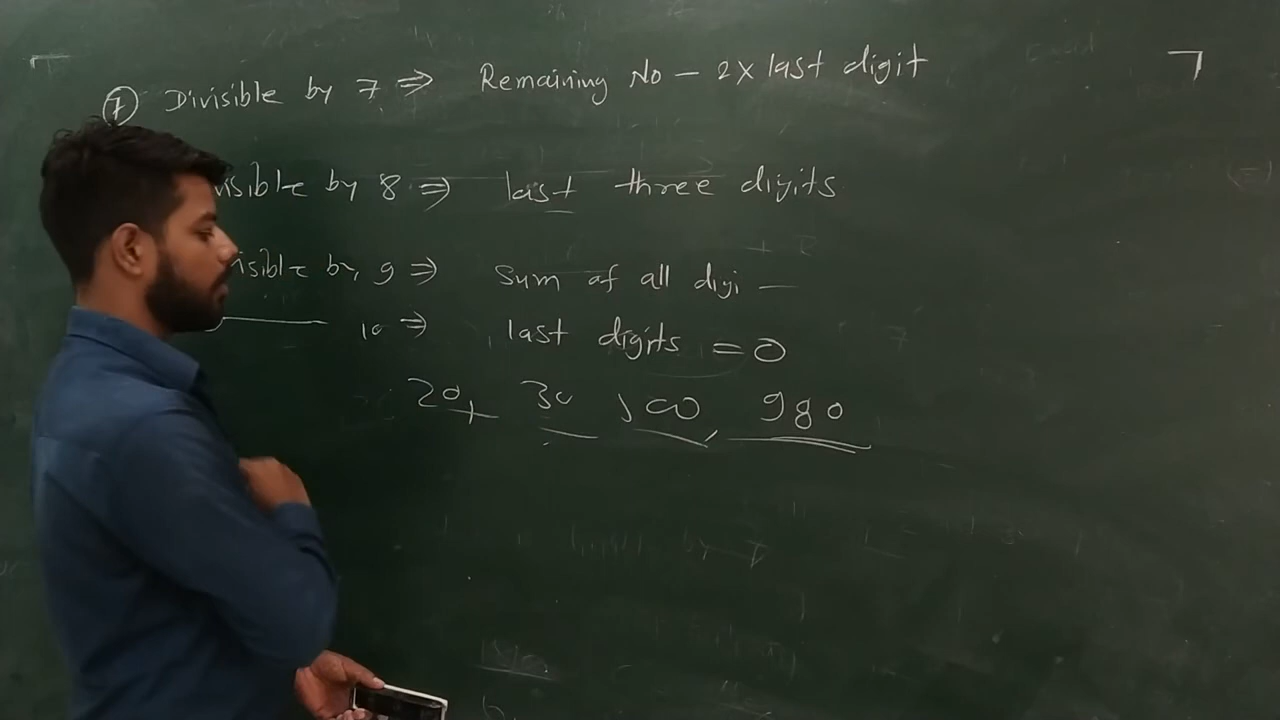 7 Divisible by 7 ⇒ Remaining No - 2 x last digit
visible by 8 ⇒ last three digits
isible by 9 ⇒ Sum of all digi —
10 ⇒ last digits = 0
20, 30 100, 980